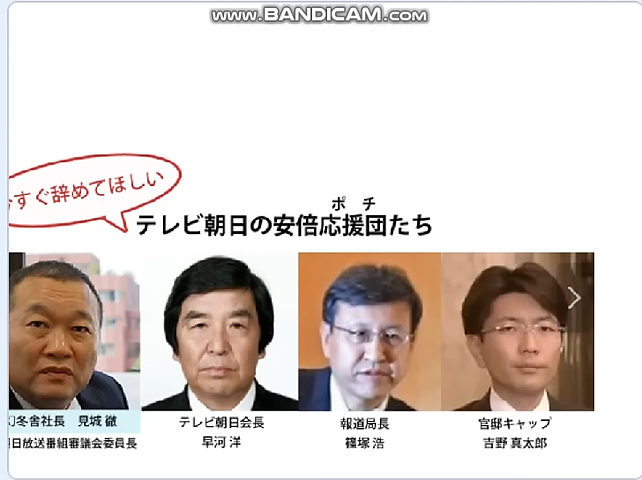 www.BANDICAM.com
すぐ辞めてほしい
ポチ
テレビ朝日の安倍応援団たち
幻冬舎社長 見城 徹
日放送番組審議会委員長
テレビ朝日会長
早河 洋
報道局長
篠塚 浩
官邸キャップ
吉野 真太郎